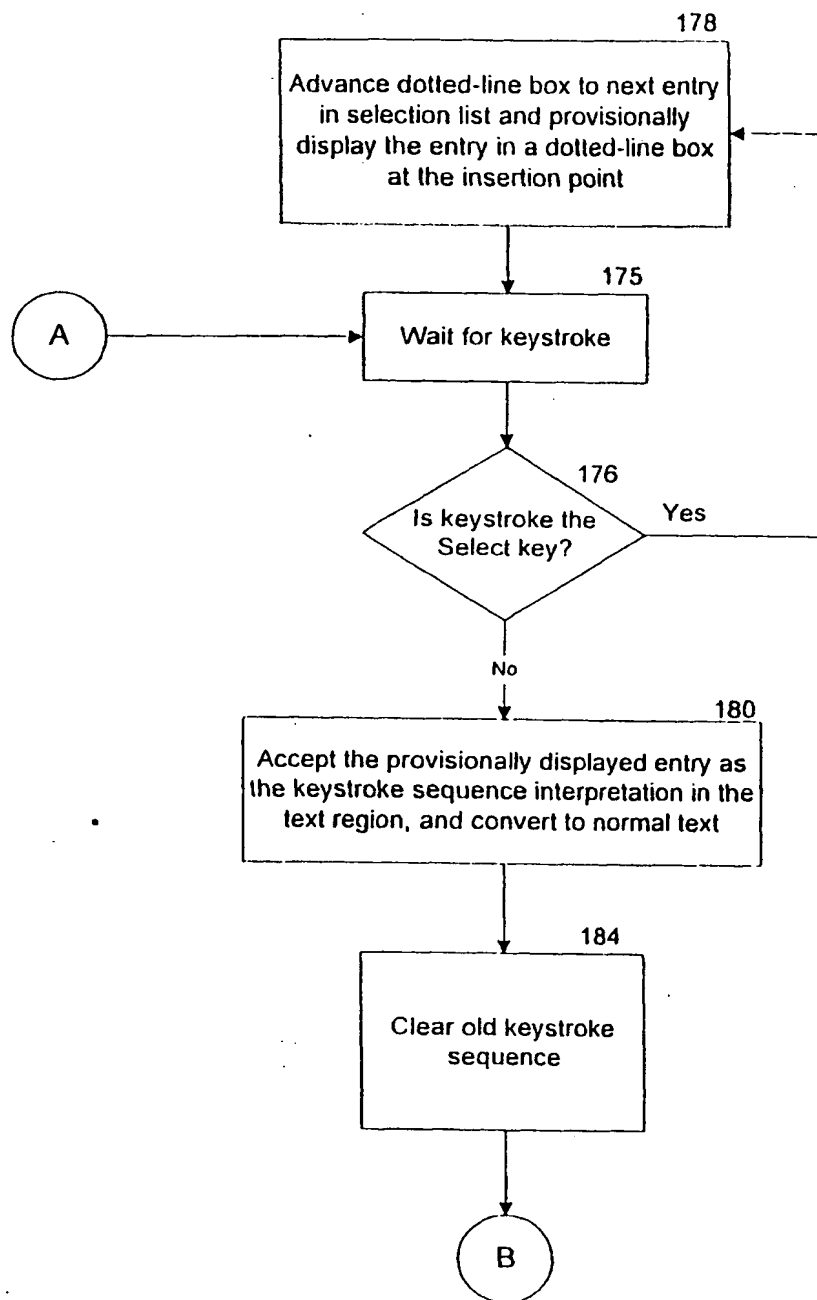 178
Advance dotted-line box to next entry
in selection list and provisionally
display the entry in a dotted-line box
at the insertion point
175
A
Wait for keystroke
176
Is keystroke the
Select key?
Yes
No
180
Accept the provisionally displayed entry as
the keystroke sequence interpretation in the
text region, and convert to normal text
184
Clear old keystroke
sequence
B